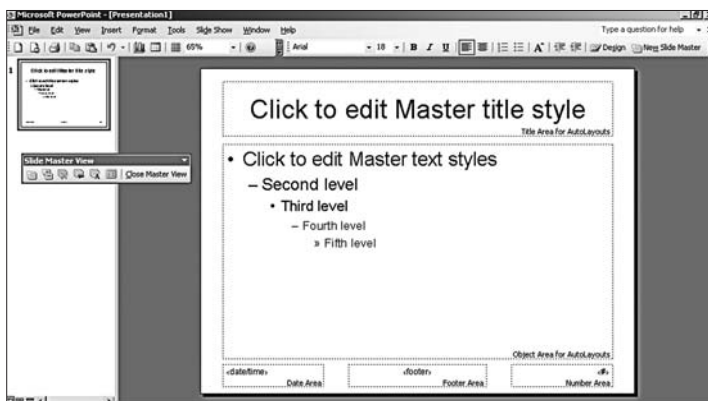 Microsoft PowerPoint - [Presentation1]
File Edit View Insert Format Tools Slide Show Window Help
Type a question for help
65%
Arial
18
B I U
Design
New Slide Master
1
Click to edit Master title style
Title Area for AutoLayouts
• Click to edit Master text styles
– Second level
• Third level
– Fourth level
» Fifth level
Object Area for AutoLayouts
<date/time>
Date Area
<footer>
Footer Area
<#>
Number Area
Slide Master View
Close Master View